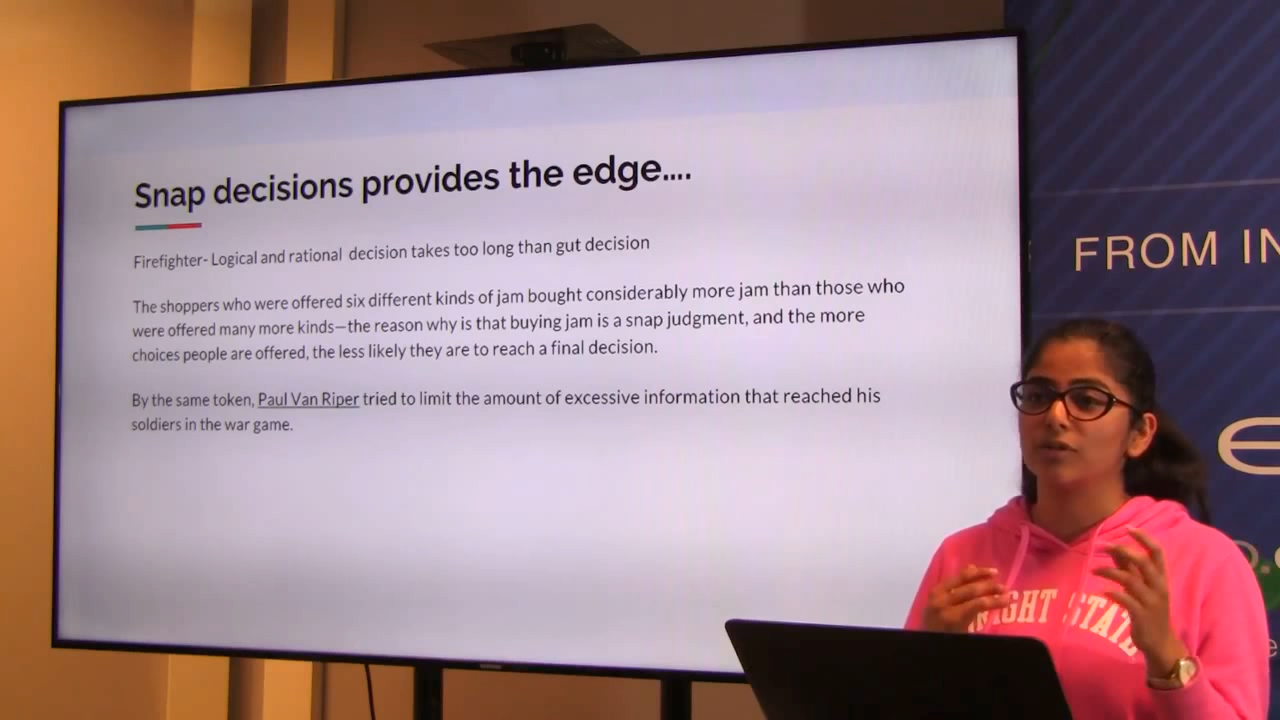 Snap decisions provides the edge....
Firefighter- Logical and rational decision takes too long than gut decision
The shoppers who were offered six different kinds of jam bought considerably more jam than those who
were offered many more kinds—the reason why is that buying jam is a snap judgment, and the more
choices people are offered, the less likely they are to reach a final decision.
By the same token, Paul Van Riper tried to limit the amount of excessive information that reached his
soldiers in the war game.
FROM IN
e
IGHT STATE